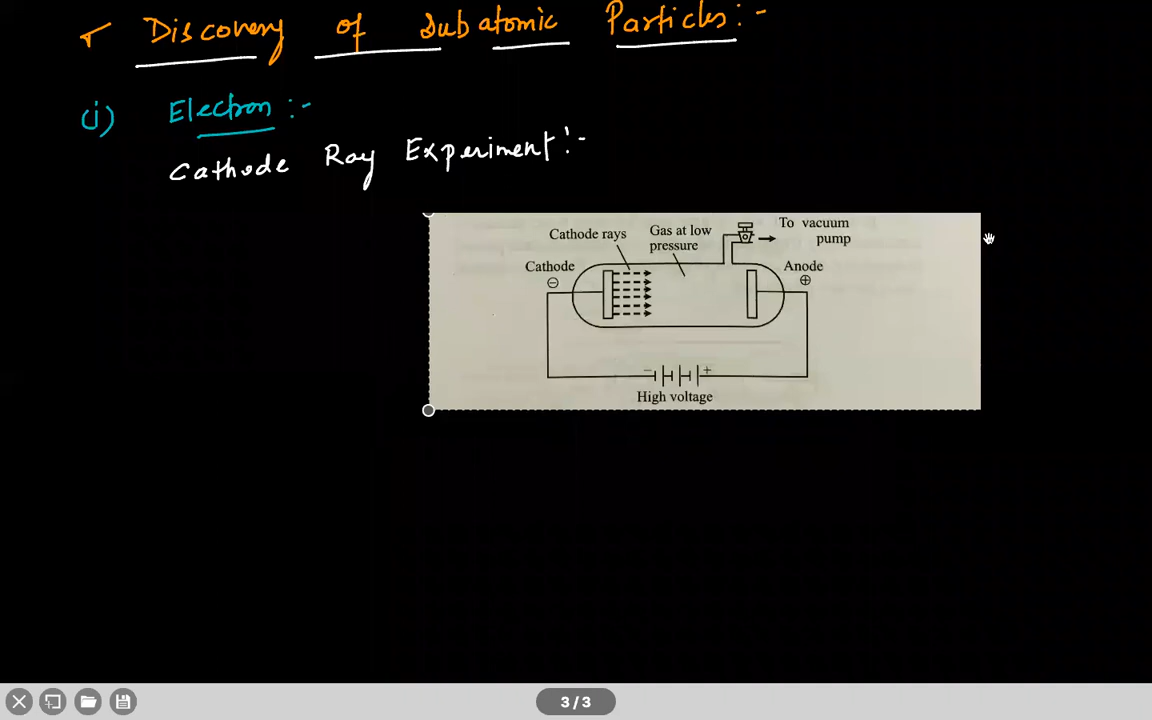 Discovery of Subatomic Particles:-
(i) Electron:-
Cathode Ray Experiment:-
Cathode rays
Gas at low
pressure
To vacuum
pump
Cathode
⊖
Anode
⊕
− +
High voltage
3/3